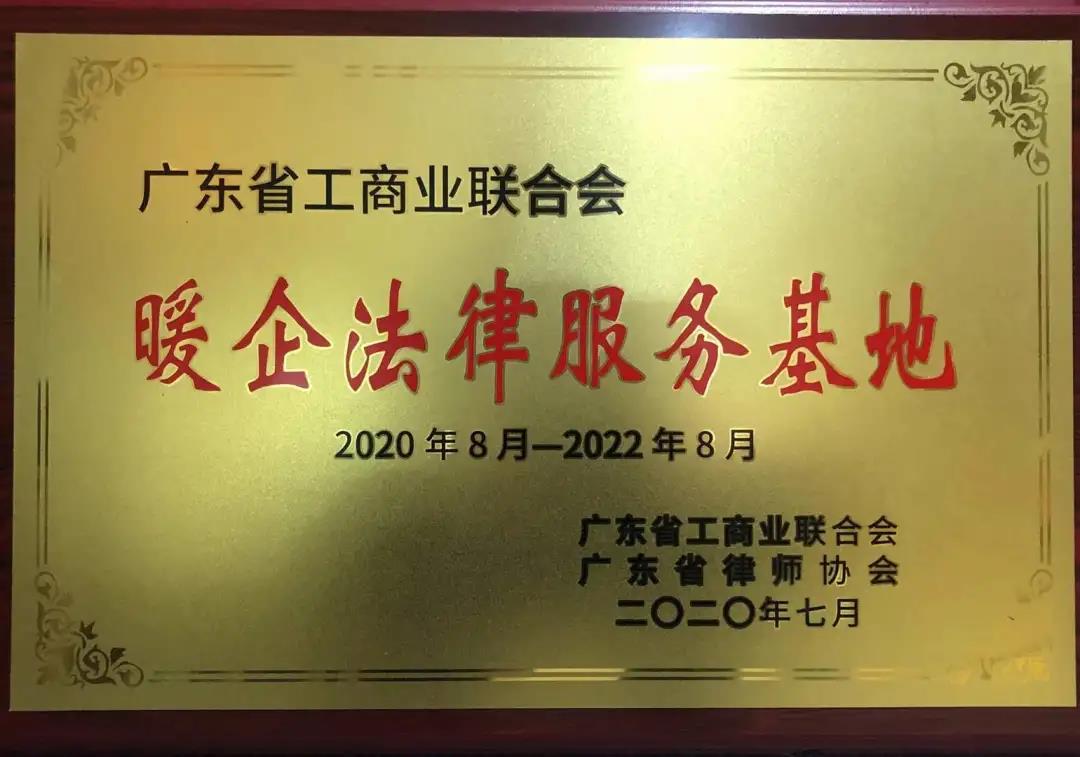 广东省工商业联合会
暖企法律服务基地
2020年8月—2022年8月
广东省工商业联合会
广东省律师协会
二〇二〇年七月